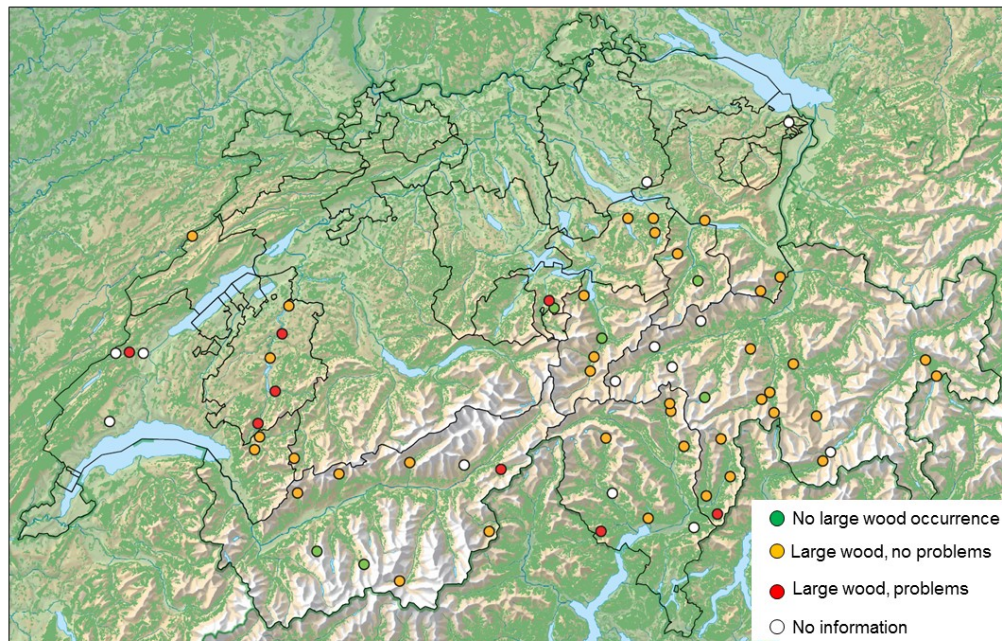 No large wood occurrence
Large wood, no problems
Large wood, problems
No information